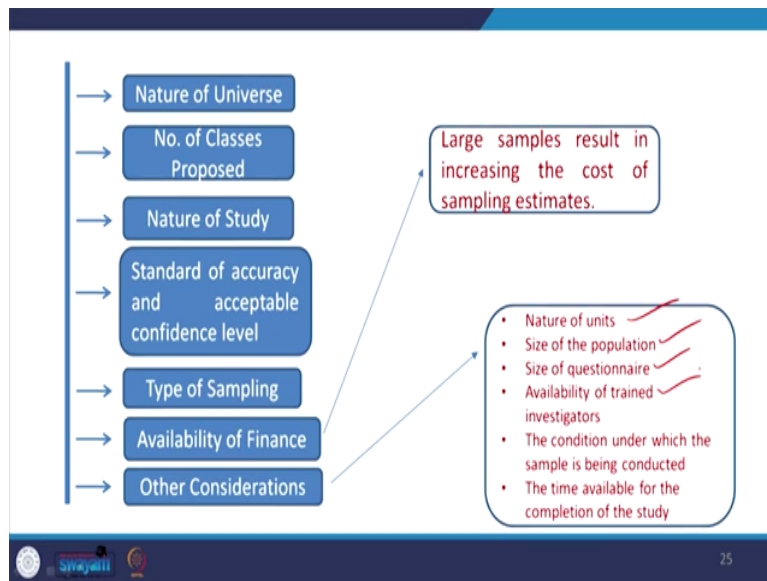 Nature of Universe
No. of Classes
Proposed
Nature of Study
Standard of accuracy
and acceptable
confidence level
Type of Sampling
Availability of Finance
Other Considerations
Large samples result in
increasing the cost of
sampling estimates.
• Nature of units
• Size of the population
• Size of questionnaire
• Availability of trained
investigators
• The condition under which the
sample is being conducted
• The time available for the
completion of the study
swayam
25